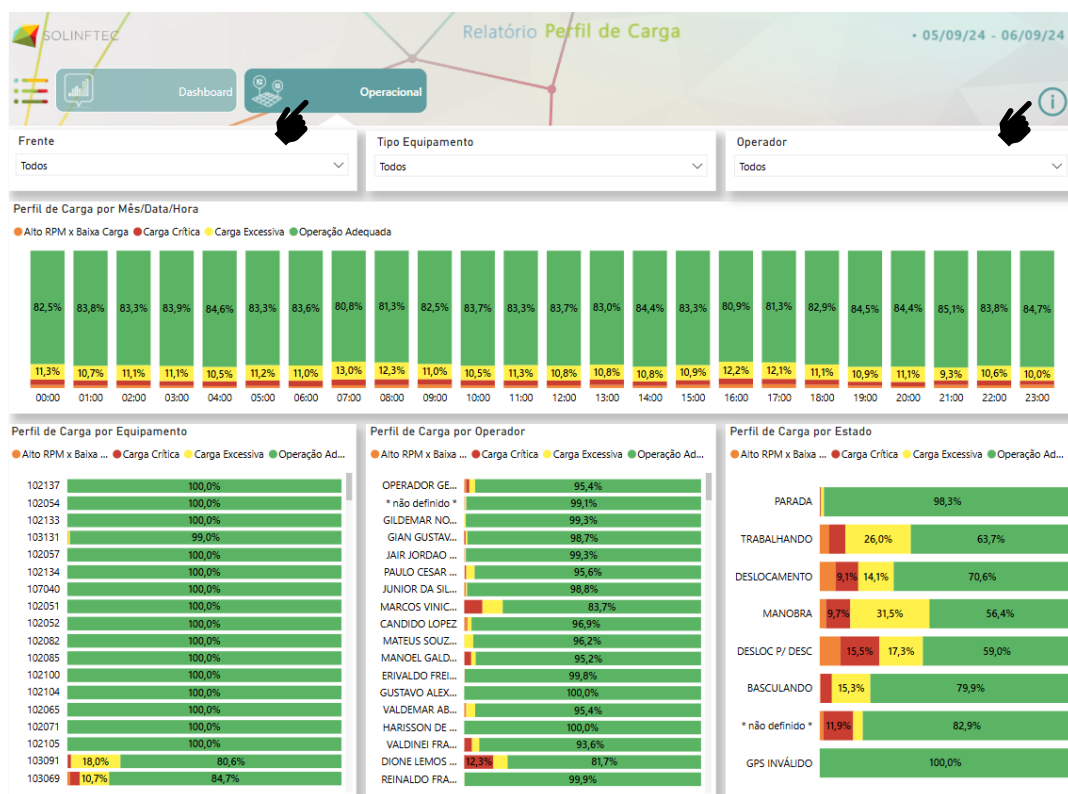 SOLINFTEC
Relatório Perfil de Carga
• 05/09/24 - 06/09/24
Dashboard
Operacional
Frente
Todos
Tipo Equipamento
Todos
Operador
Todos
Perfil de Carga por Mês/Data/Hora
Alto RPM x Baixa Carga Carga Crítica Carga Excessiva Operação Adequada
82,5% 83,8% 83,3% 83,9% 84,6% 83,3% 83,6% 80,8% 81,3% 82,5% 83,7% 83,3% 83,7% 83,0% 84,4% 83,3% 80,9% 81,3% 82,9% 84,5% 84,4% 85,1% 83,8% 84,7%
11,3% 10,7% 11,1% 11,1% 10,5% 11,2% 11,0% 13,0% 12,3% 11,0% 10,5% 11,3% 10,8% 10,8% 10,8% 10,9% 12,2% 12,1% 11,1% 10,9% 11,1% 9,3% 10,6% 10,0%
00:00 01:00 02:00 03:00 04:00 05:00 06:00 07:00 08:00 09:00 10:00 11:00 12:00 13:00 14:00 15:00 16:00 17:00 18:00 19:00 20:00 21:00 22:00 23:00
Perfil de Carga por Equipamento
Alto RPM x Baixa ... Carga Crítica Carga Excessiva Operação Ad...
102137 100,0%
102054 100,0%
102133 100,0%
103131 99,0%
102057 100,0%
102134 100,0%
107040 100,0%
102051 100,0%
102052 100,0%
102082 100,0%
102085 100,0%
102100 100,0%
102104 100,0%
102065 100,0%
102071 100,0%
102105 100,0%
103091 18,0% 80,6%
103069 10,7% 84,7%
Perfil de Carga por Operador
Alto RPM x Baixa ... Carga Crítica Carga Excessiva Operação Ad...
OPERADOR GE... 95,4%
* não definido * 99,1%
GILDEMAR NO... 99,3%
GIAN GUSTAV... 98,7%
JAIR JORDAO ... 99,3%
PAULO CESAR ... 95,6%
JUNIOR DA SIL... 98,8%
MARCOS VINIC... 83,7%
CANDIDO LOPEZ 96,9%
MATEUS SOUZ... 96,2%
MANOEL GALD... 95,2%
ERIVALDO FREI... 99,8%
GUSTAVO ALEX... 100,0%
VALDEMAR AB... 95,4%
HARISSON DE ... 100,0%
VALDINEI FRA... 93,6%
DIONE LEMOS ... 12,3% 81,7%
REINALDO FRA... 99,9%
Perfil de Carga por Estado
Alto RPM x Baixa ... Carga Crítica Carga Excessiva Operação Ad...
PARADA 98,3%
TRABALHANDO 26,0% 63,7%
DESLOCAMENTO 9,1% 14,1% 70,6%
MANOBRA 9,7% 31,5% 56,4%
DESLOC P/ DESC 15,5% 17,3% 59,0%
BASCULANDO 15,3% 79,9%
* não definido * 11,9% 82,9%
GPS INVÁLIDO 100,0%